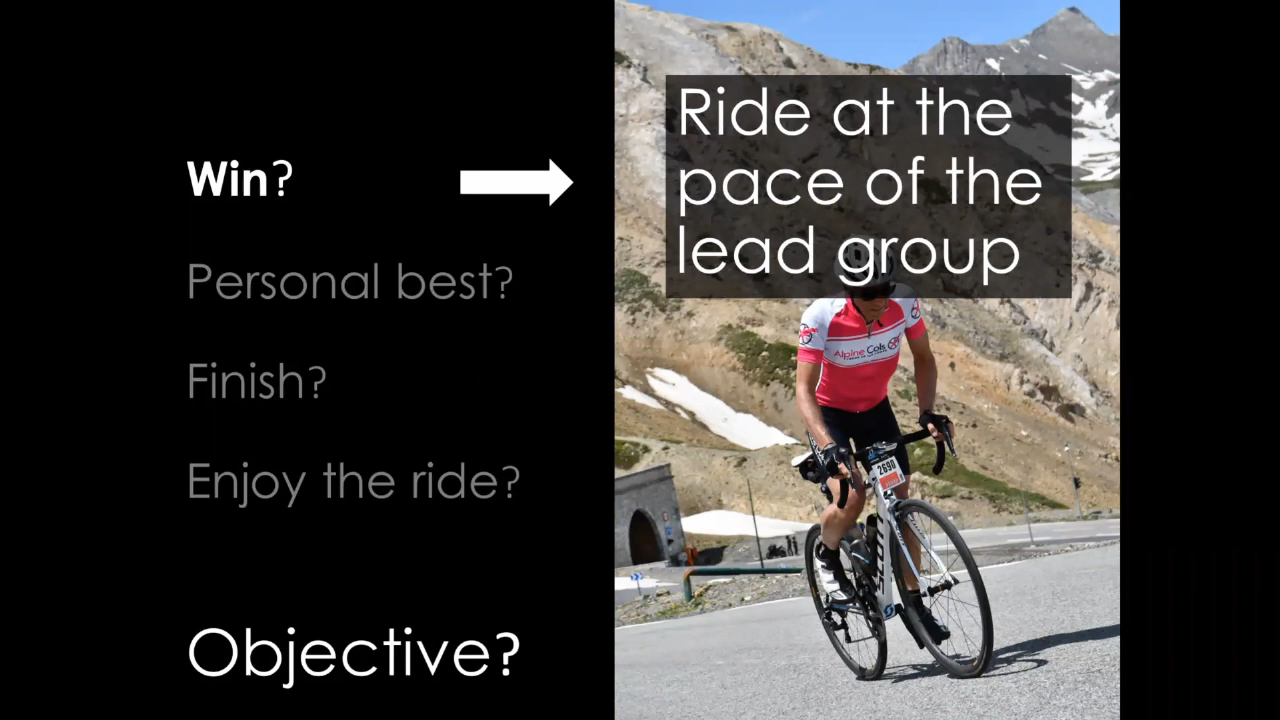 Win?
Personal best?
Finish?
Enjoy the ride?
Objective?
Ride at the
pace of the
lead group
Alpine Cols
2690